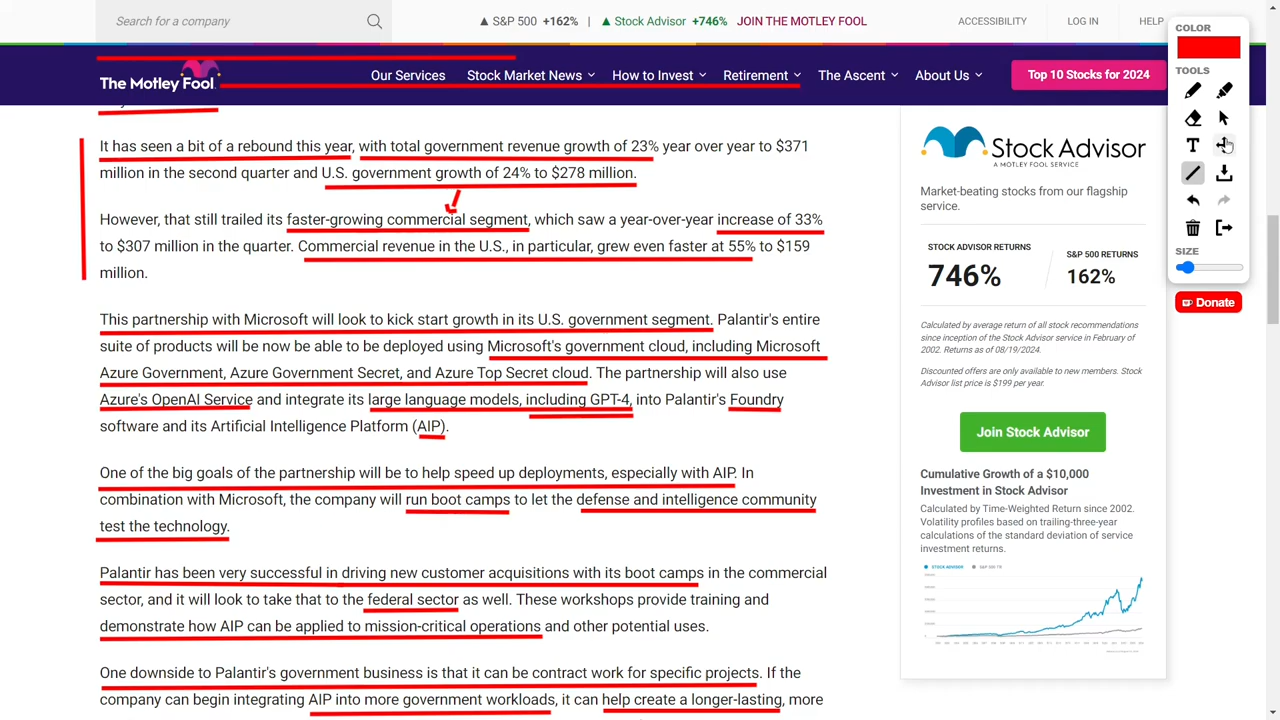 Search for a company
S&P 500 +162% | Stock Advisor +746% JOIN THE MOTLEY FOOL
ACCESSIBILITY LOG IN HELP
The Motley Fool.
Our Services Stock Market News How to Invest Retirement The Ascent About Us Top 10 Stocks for 2024
It has seen a bit of a rebound this year, with total government revenue growth of 23% year over year to $371
million in the second quarter and U.S. government growth of 24% to $278 million.
However, that still trailed its faster-growing commercial segment, which saw a year-over-year increase of 33%
to $307 million in the quarter. Commercial revenue in the U.S., in particular, grew even faster at 55% to $159
million.
This partnership with Microsoft will look to kick start growth in its U.S. government segment. Palantir's entire
suite of products will be now be able to be deployed using Microsoft's government cloud, including Microsoft
Azure Government, Azure Government Secret, and Azure Top Secret cloud. The partnership will also use
Azure's OpenAI Service and integrate its large language models, including GPT-4, into Palantir's Foundry
software and its Artificial Intelligence Platform (AIP).
One of the big goals of the partnership will be to help speed up deployments, especially with AIP. In
combination with Microsoft, the company will run boot camps to let the defense and intelligence community
test the technology.
Palantir has been very successful in driving new customer acquisitions with its boot camps in the commercial
sector, and it will look to take that to the federal sector as well. These workshops provide training and
demonstrate how AIP can be applied to mission-critical operations and other potential uses.
One downside to Palantir's government business is that it can be contract work for specific projects. If the
company can begin integrating AIP into more government workloads, it can help create a longer-lasting, more
Stock Advisor
A MOTLEY FOOL SERVICE
Market-beating stocks from our flagship
service.
STOCK ADVISOR RETURNS
746%
S&P 500 RETURNS
162%
Calculated by average return of all stock recommendations
since inception of the Stock Advisor service in February of
2002. Returns as of 08/19/2024.
Discounted offers are only available to new members. Stock
Advisor list price is $199 per year.
Join Stock Advisor
Cumulative Growth of a $10,000
Investment in Stock Advisor
Calculated by Time-Weighted Return since 2002.
Volatility profiles based on trailing-three-year
calculations of the standard deviation of service
investment returns.
STOCK ADVISOR S&P 500 TR
COLOR
TOOLS
T
SIZE
Donate